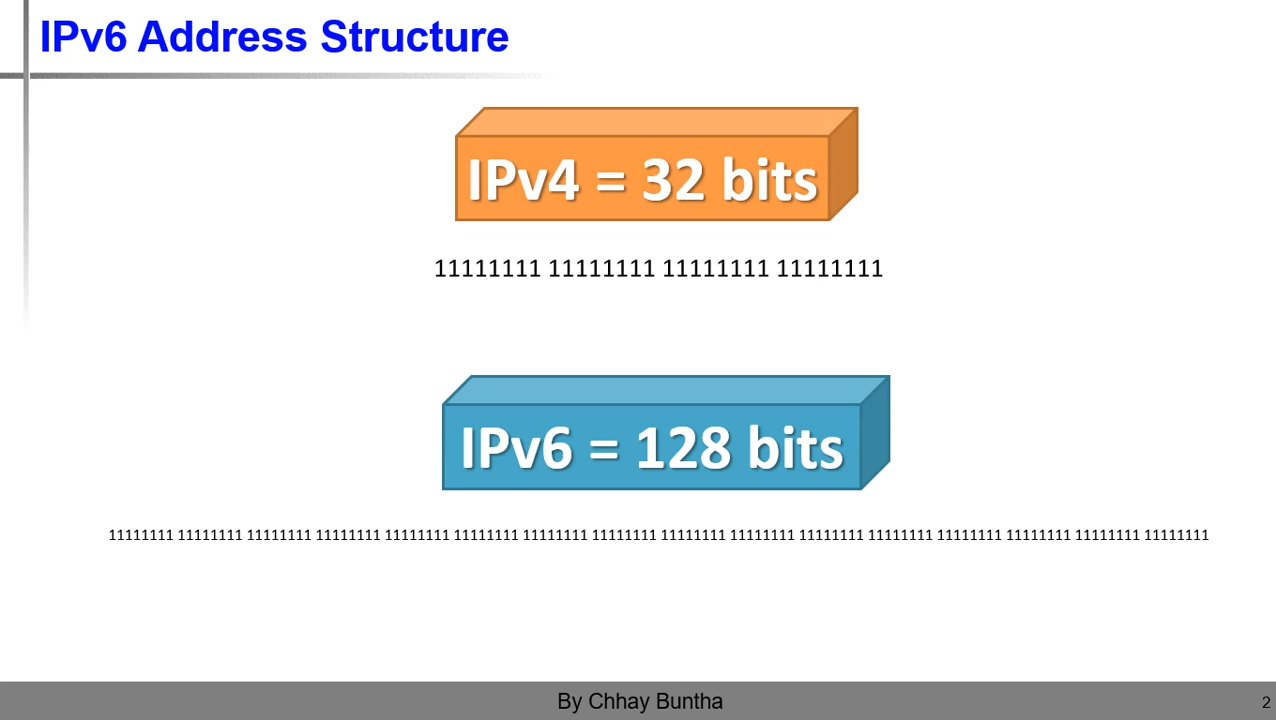 IPv6 Address Structure
IPv4 = 32 bits
11111111 11111111 11111111 11111111
IPv6 = 128 bits
11111111 11111111 11111111 11111111 11111111 11111111 11111111 11111111 11111111 11111111 11111111 11111111 11111111 11111111 11111111 11111111
By Chhay Buntha
2